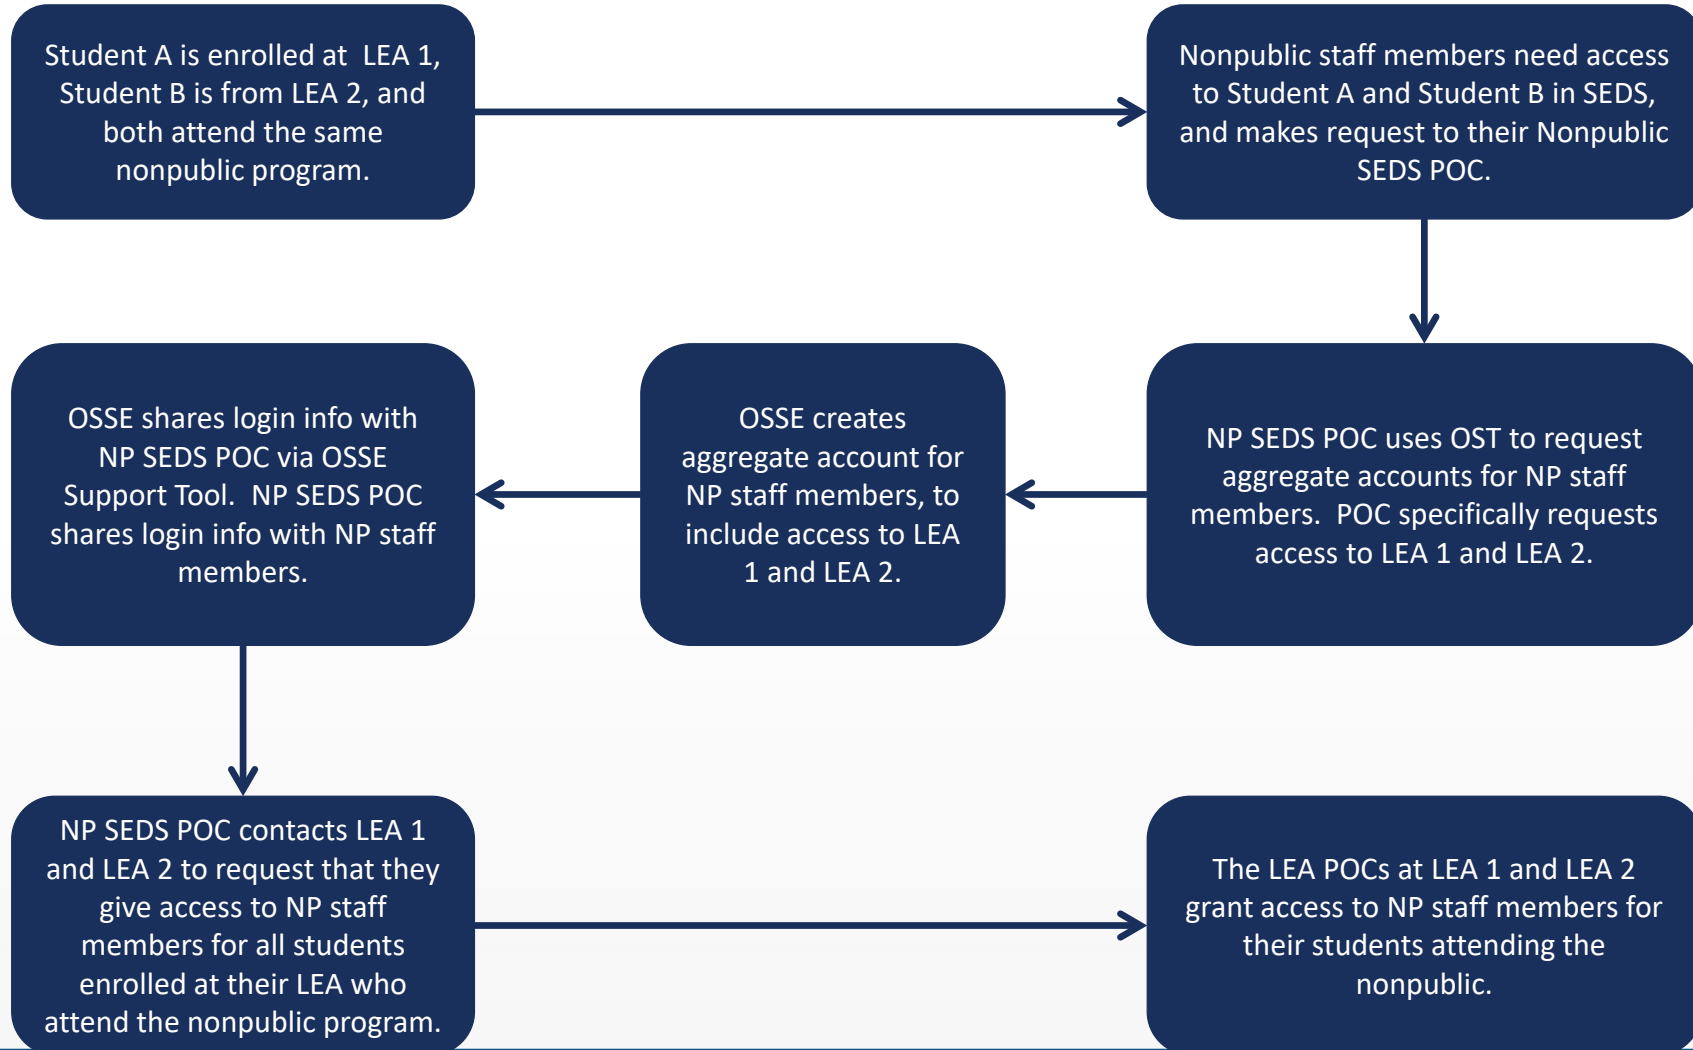 Student A is enrolled at LEA 1,
Student B is from LEA 2, and
both attend the same
nonpublic program.
Nonpublic staff members need access
to Student A and Student B in SEDS,
and makes request to their Nonpublic
SEDS POC.
NP SEDS POC uses OST to request
aggregate accounts for NP staff
members. POC specifically requests
access to LEA 1 and LEA 2.
OSSE creates
aggregate account for
NP staff members, to
include access to LEA
1 and LEA 2.
OSSE shares login info with
NP SEDS POC via OSSE
Support Tool. NP SEDS POC
shares login info with NP staff
members.
NP SEDS POC contacts LEA 1
and LEA 2 to request that they
give access to NP staff
members for all students
enrolled at their LEA who
attend the nonpublic program.
The LEA POCs at LEA 1 and LEA 2
grant access to NP staff members for
their students attending the
nonpublic.